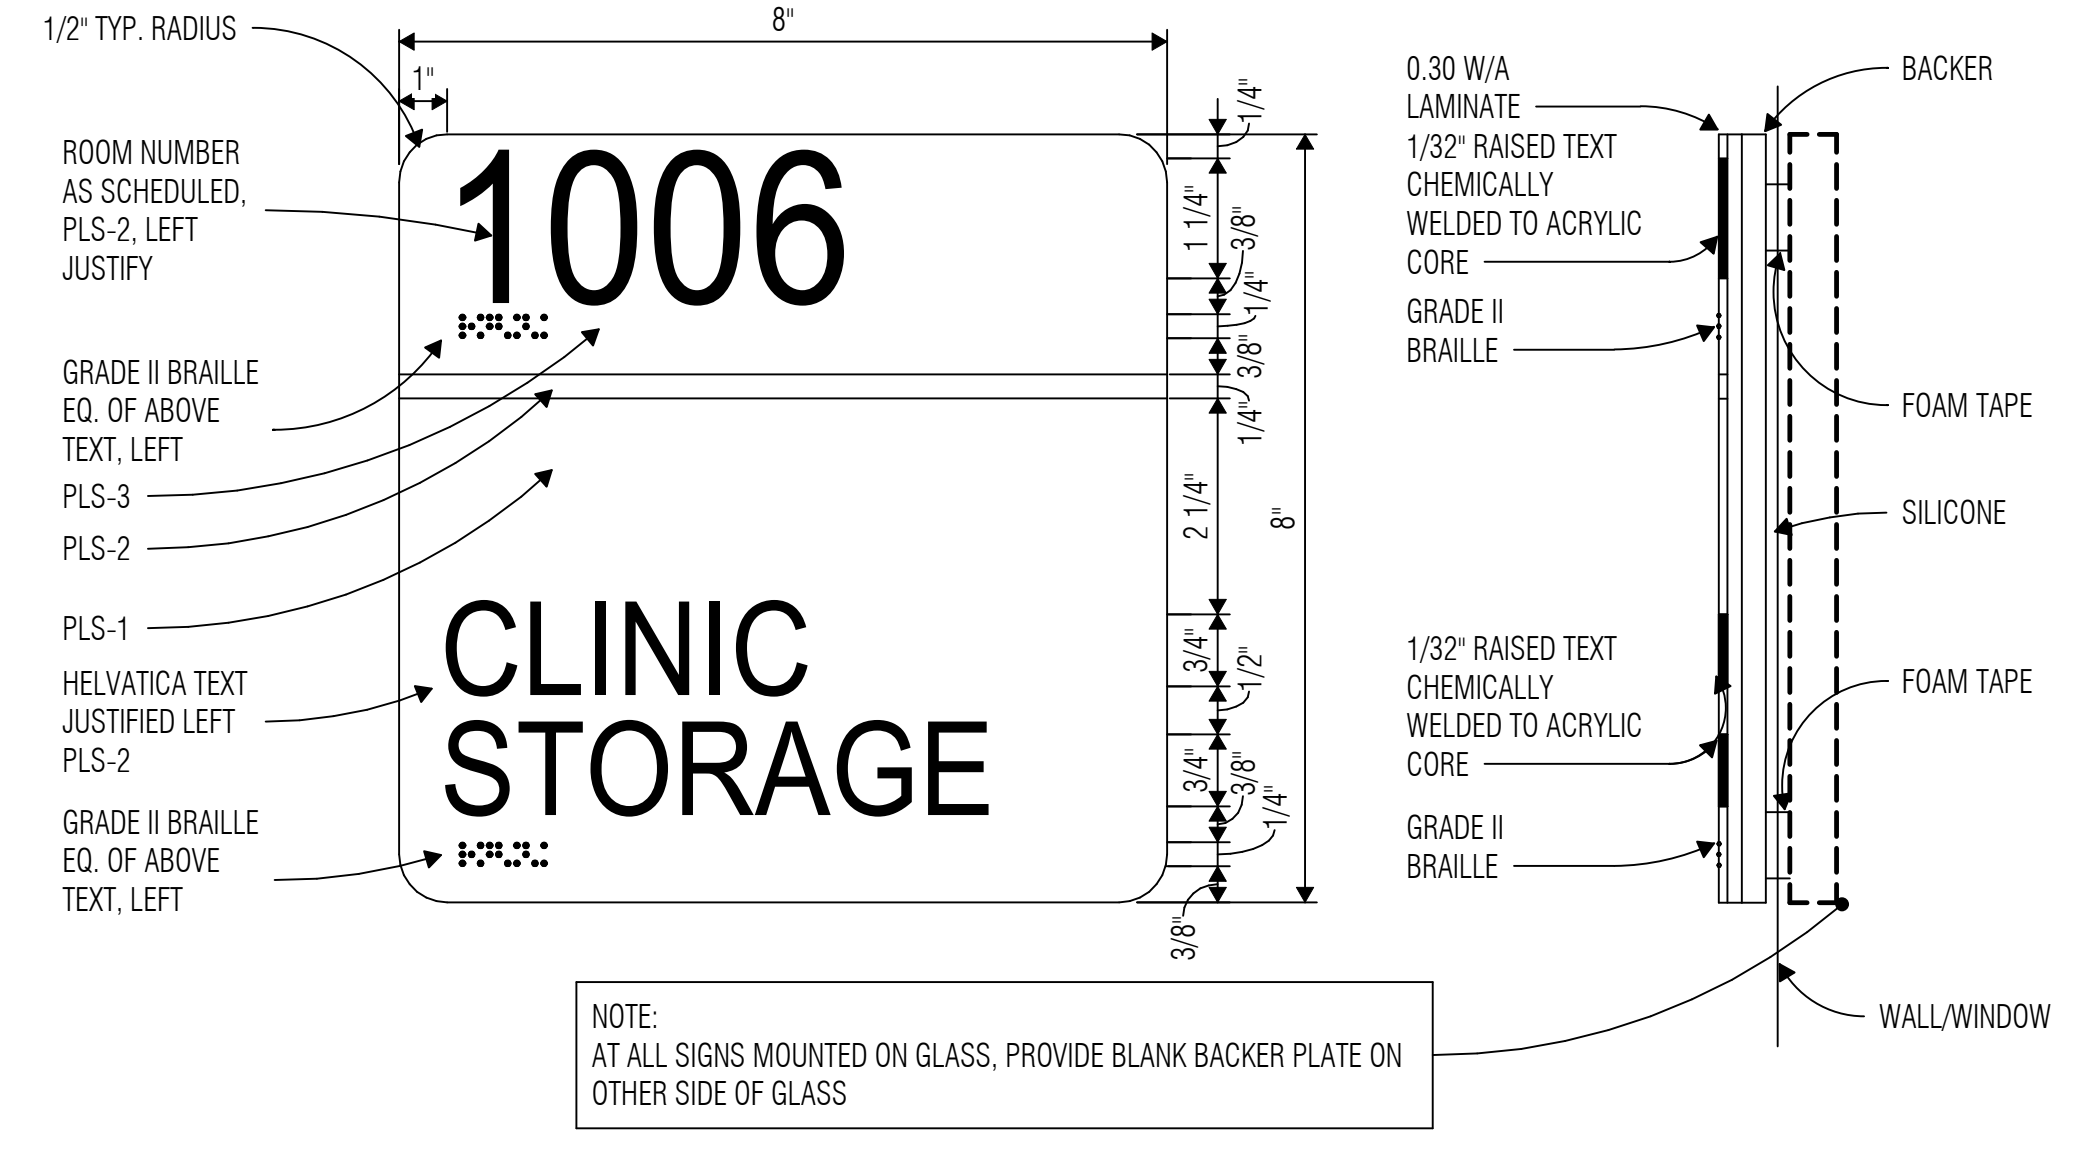 1/2" TYP. RADIUS
ROOM NUMBER
AS SCHEDULED,
PLS-2, LEFT
JUSTIFY
GRADE II BRAILLE
EQ. OF ABOVE
TEXT, LEFT
PLS-3
PLS-2
PLS-1
HELVATICA TEXT
JUSTIFIED LEFT
PLS-2
GRADE II BRAILLE
EQ. OF ABOVE
TEXT, LEFT
8"
1"
1006
CLINIC
STORAGE
1/4"
1 1/4"
3/8"
1/4"
3/8"
1/4"
2 1/4"
8"
3/4"
1/2"
3/4"
3/8"
1/4"
3/8"
0.30 W/A
LAMINATE
1/32" RAISED TEXT
CHEMICALLY
WELDED TO ACRYLIC
CORE
GRADE II
BRAILLE
1/32" RAISED TEXT
CHEMICALLY
WELDED TO ACRYLIC
CORE
GRADE II
BRAILLE
BACKER
FOAM TAPE
SILICONE
FOAM TAPE
WALL/WINDOW
NOTE:
AT ALL SIGNS MOUNTED ON GLASS, PROVIDE BLANK BACKER PLATE ON
OTHER SIDE OF GLASS